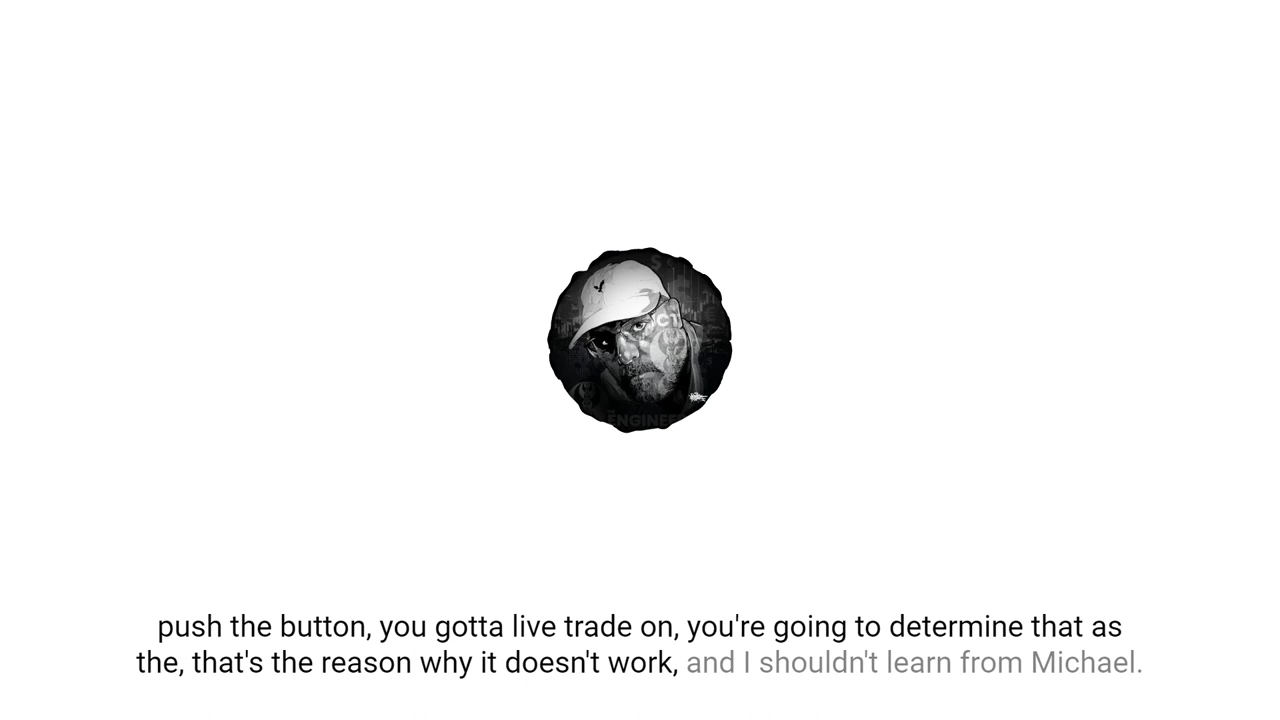 push the button, you gotta live trade on, you're going to determine that as
the, that's the reason why it doesn't work, and I shouldn't learn from Michael.